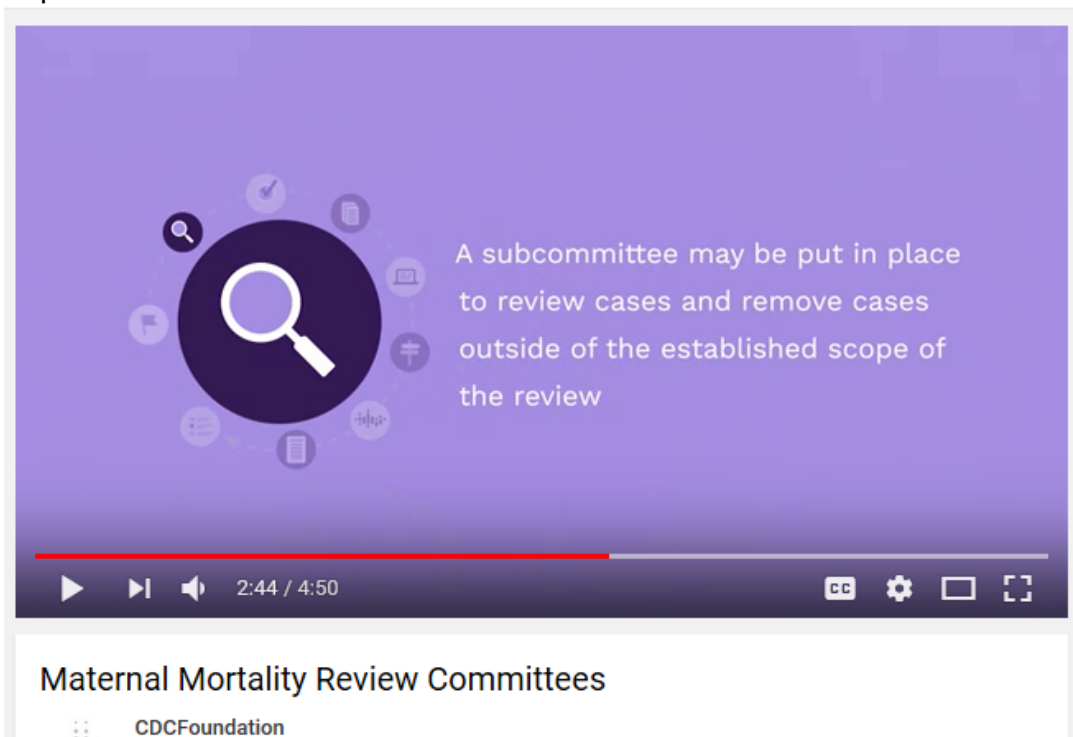 A subcommittee may be put in place
to review cases and remove cases
outside of the established scope of
the review
2:44 / 4:50
CC
Maternal Mortality Review Committees
CDCFoundation